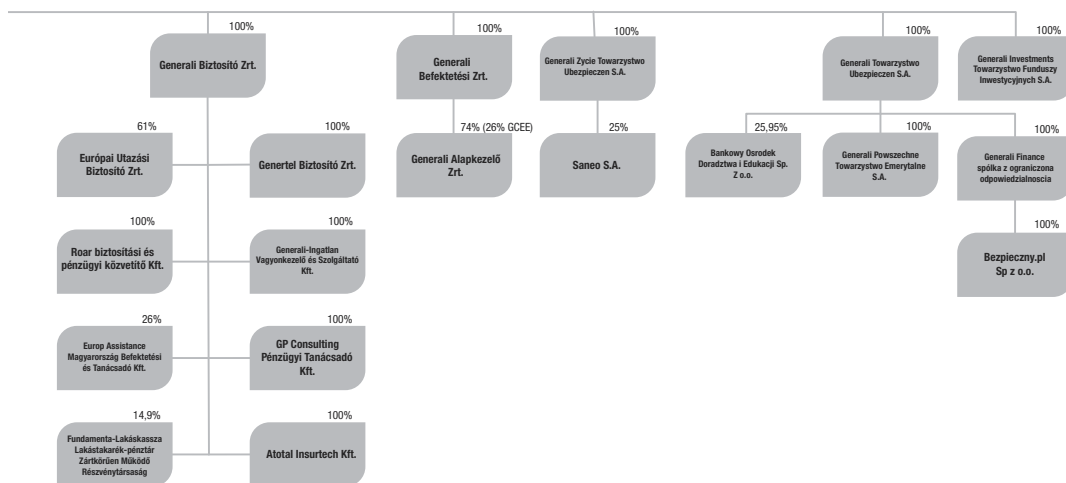 100%
Generali Biztosító Zrt.
100%
Generali
Befektetési Zrt.
100%
Generali Zycie Towarzystwo
Ubezpieczen S.A.
100%
Generali Towarzystwo
Ubezpieczen S.A.
100%
Generali Investments
Towarzystwo Funduszy
Inwestycyjnych S.A.
61%
Európai Utazási
Biztosító Zrt.
100%
Genertel Biztosító Zrt.
74% (26% GCEE)
Generali Alapkezelő
Zrt.
25%
Saneo S.A.
25,95%
Bankowy Osrodek
Doradztwa i Edukacji Sp.
Z o.o.
100%
Generali Powszechne
Towarzystwo Emerytalne
S.A.
100%
Generali Finance
spólka z ograniczona
odpowiedzialnoscia
100%
Roar biztosítási és
pénzügyi közvetítő Kft.
100%
Generali-Ingatlan
Vagyonkezelő és Szolgáltató
Kft.
100%
Bezpieczny.pl
Sp z o.o.
26%
Europ Assistance
Magyarország Befektetési
és Tanácsadó Kft.
100%
GP Consulting
Pénzügyi Tanácsadó
Kft.
14,9%
Fundamenta-Lakáskassza
Lakástakarék-pénztár
Zártkörűen Működő
Részvénytársaság
100%
Atotal Insurtech Kft.